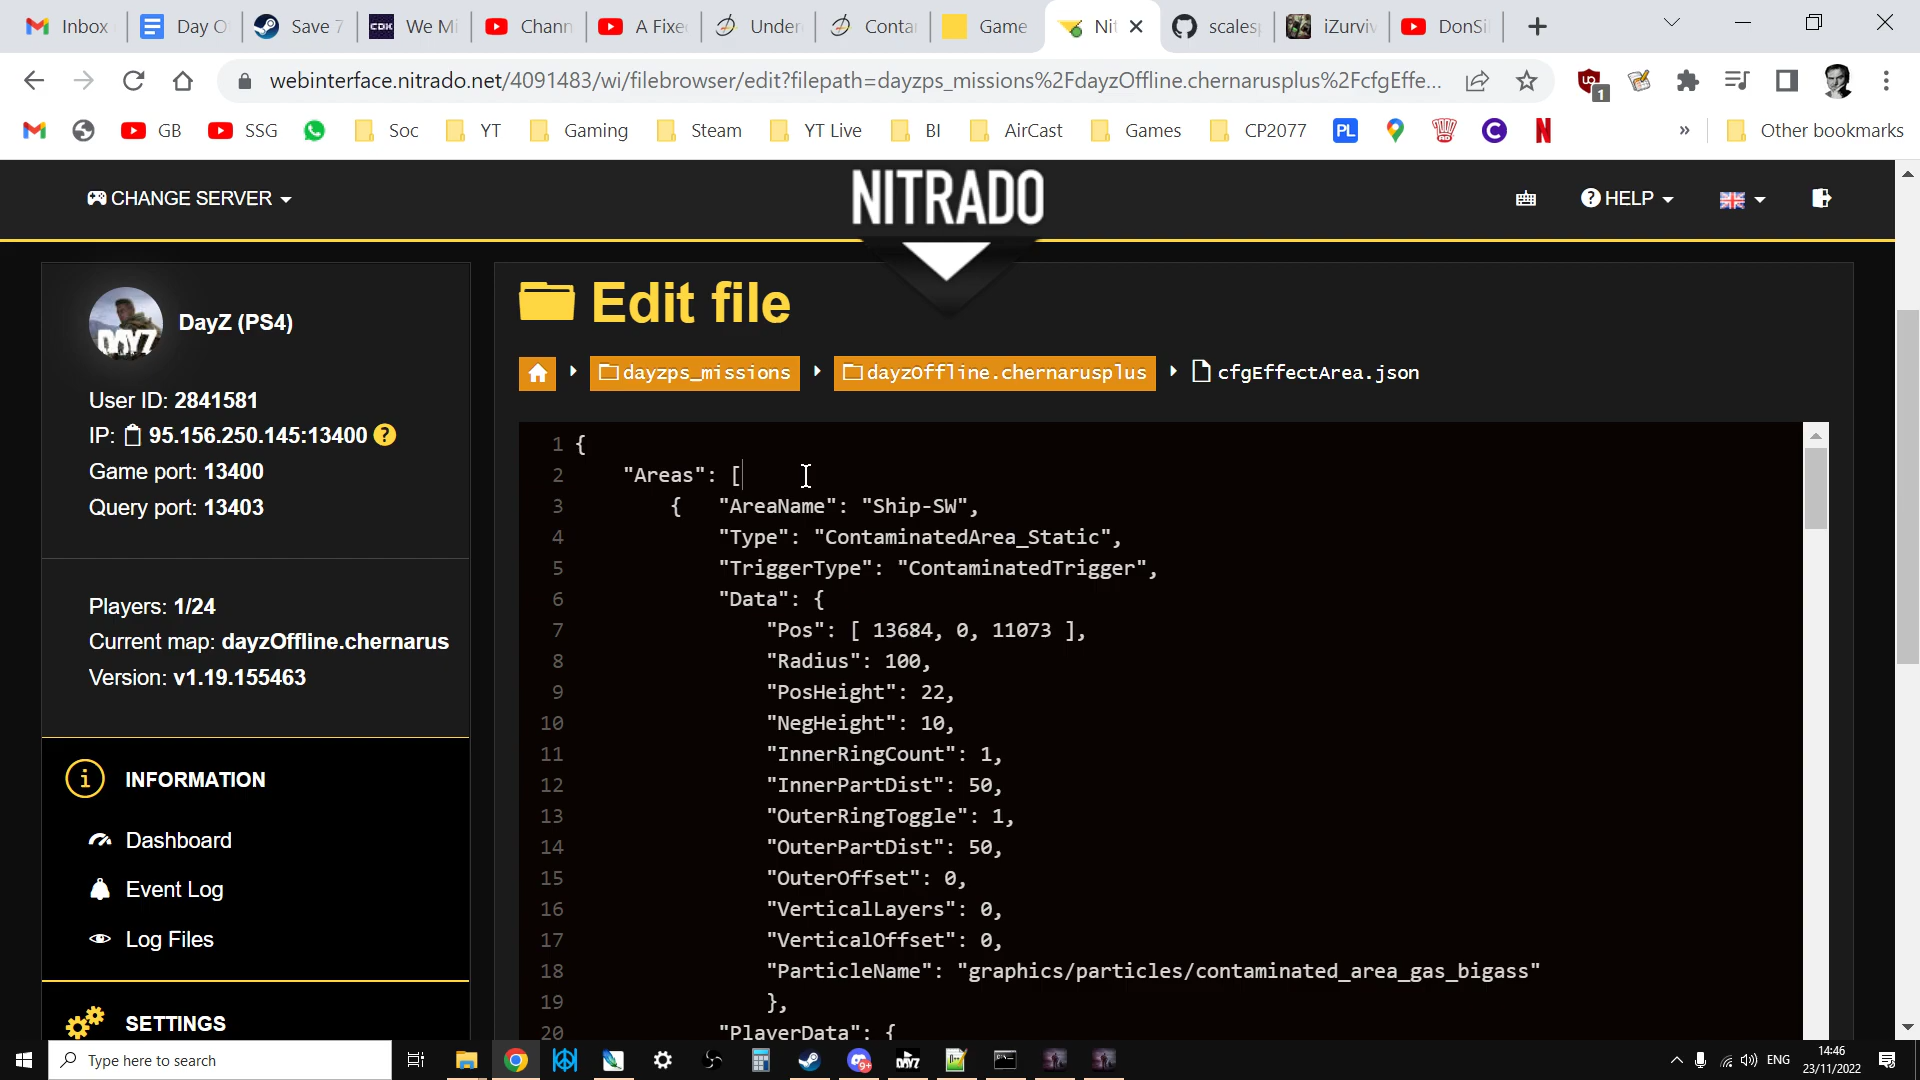 Inbox
Day O
Save 7
CDK
We Mi
Chann
A Fixe
Under
Conta
Game
Nit
scalesp
iZurviv
DonSi
webinterface.nitrado.net/4091483/wi/filebrowser/edit?filepath=dayzps_missions%2FdayzOffline.chernarusplus%2FcfgEffe...
1
GB
SSG
Soc
YT
Gaming
Steam
YT Live
BI
AirCast
Games
CP2077
PL
»
Other bookmarks
CHANGE SERVER
NITRADO
HELP
DAYZ
DayZ (PS4)
User ID: 2841581
IP: 95.156.250.145:13400
Game port: 13400
Query port: 13403
Players: 1/24
Current map: dayzOffline.chernarus
Version: v1.19.155463
INFORMATION
Dashboard
Event Log
Log Files
SETTINGS
Edit file
dayzps_missions
dayzOffline.chernarusplus
cfgEffectArea.json
1 {
2 "Areas": [
3 { "AreaName": "Ship-SW",
4 "Type": "ContaminatedArea_Static",
5 "TriggerType": "ContaminatedTrigger",
6 "Data": {
7 "Pos": [ 13684, 0, 11073 ],
8 "Radius": 100,
9 "PosHeight": 22,
10 "NegHeight": 10,
11 "InnerRingCount": 1,
12 "InnerPartDist": 50,
13 "OuterRingToggle": 1,
14 "OuterPartDist": 50,
15 "OuterOffset": 0,
16 "VerticalLayers": 0,
17 "VerticalOffset": 0,
18 "ParticleName": "graphics/particles/contaminated_area_gas_bigass"
19 },
20 "PlayerData": {
Type here to search
ENG
14:46
23/11/2022